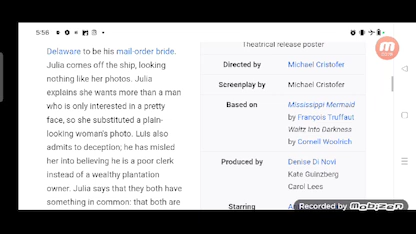 5:56
Delaware to be his mail-order bride.
Julia comes off the ship, looking
nothing like her photos. Julia
explains she wants more than a man
who is only interested in a pretty
face, so she substituted a plain-
looking woman's photo. Luis also
admits to deception; he has misled
her into believing he is a poor clerk
instead of a wealthy plantation
owner. Julia says that they both have
something in common: that both are
Theatrical release poster
Directed by Michael Cristofer
Screenplay by Michael Cristofer
Based on Mississippi Mermaid
by François Truffaut
Waltz Into Darkness
by Cornell Woolrich
Produced by Denise Di Novi
Kate Guinzberg
Carol Lees
Starring
Recorded by Mobizen